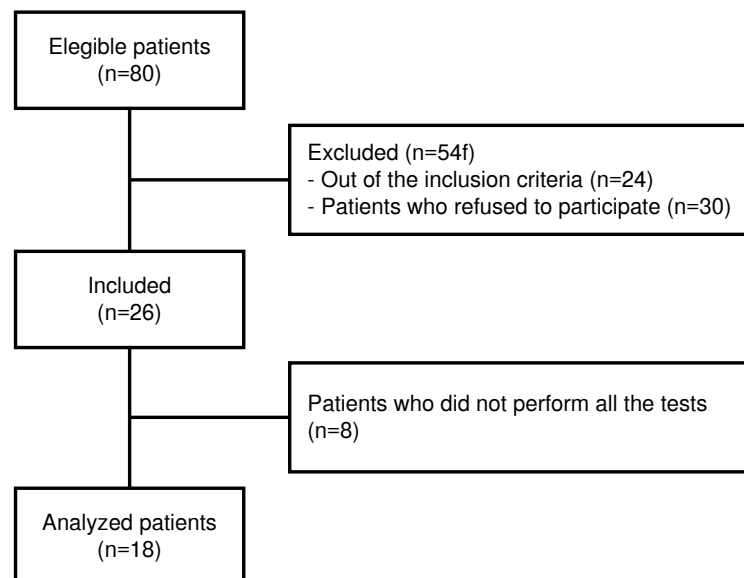 Elegible patients
(n=80)
Excluded (n=54f)
- Out of the inclusion criteria (n=24)
- Patients who refused to participate (n=30)
Included
(n=26)
Patients who did not perform all the tests
(n=8)
Analyzed patients
(n=18)